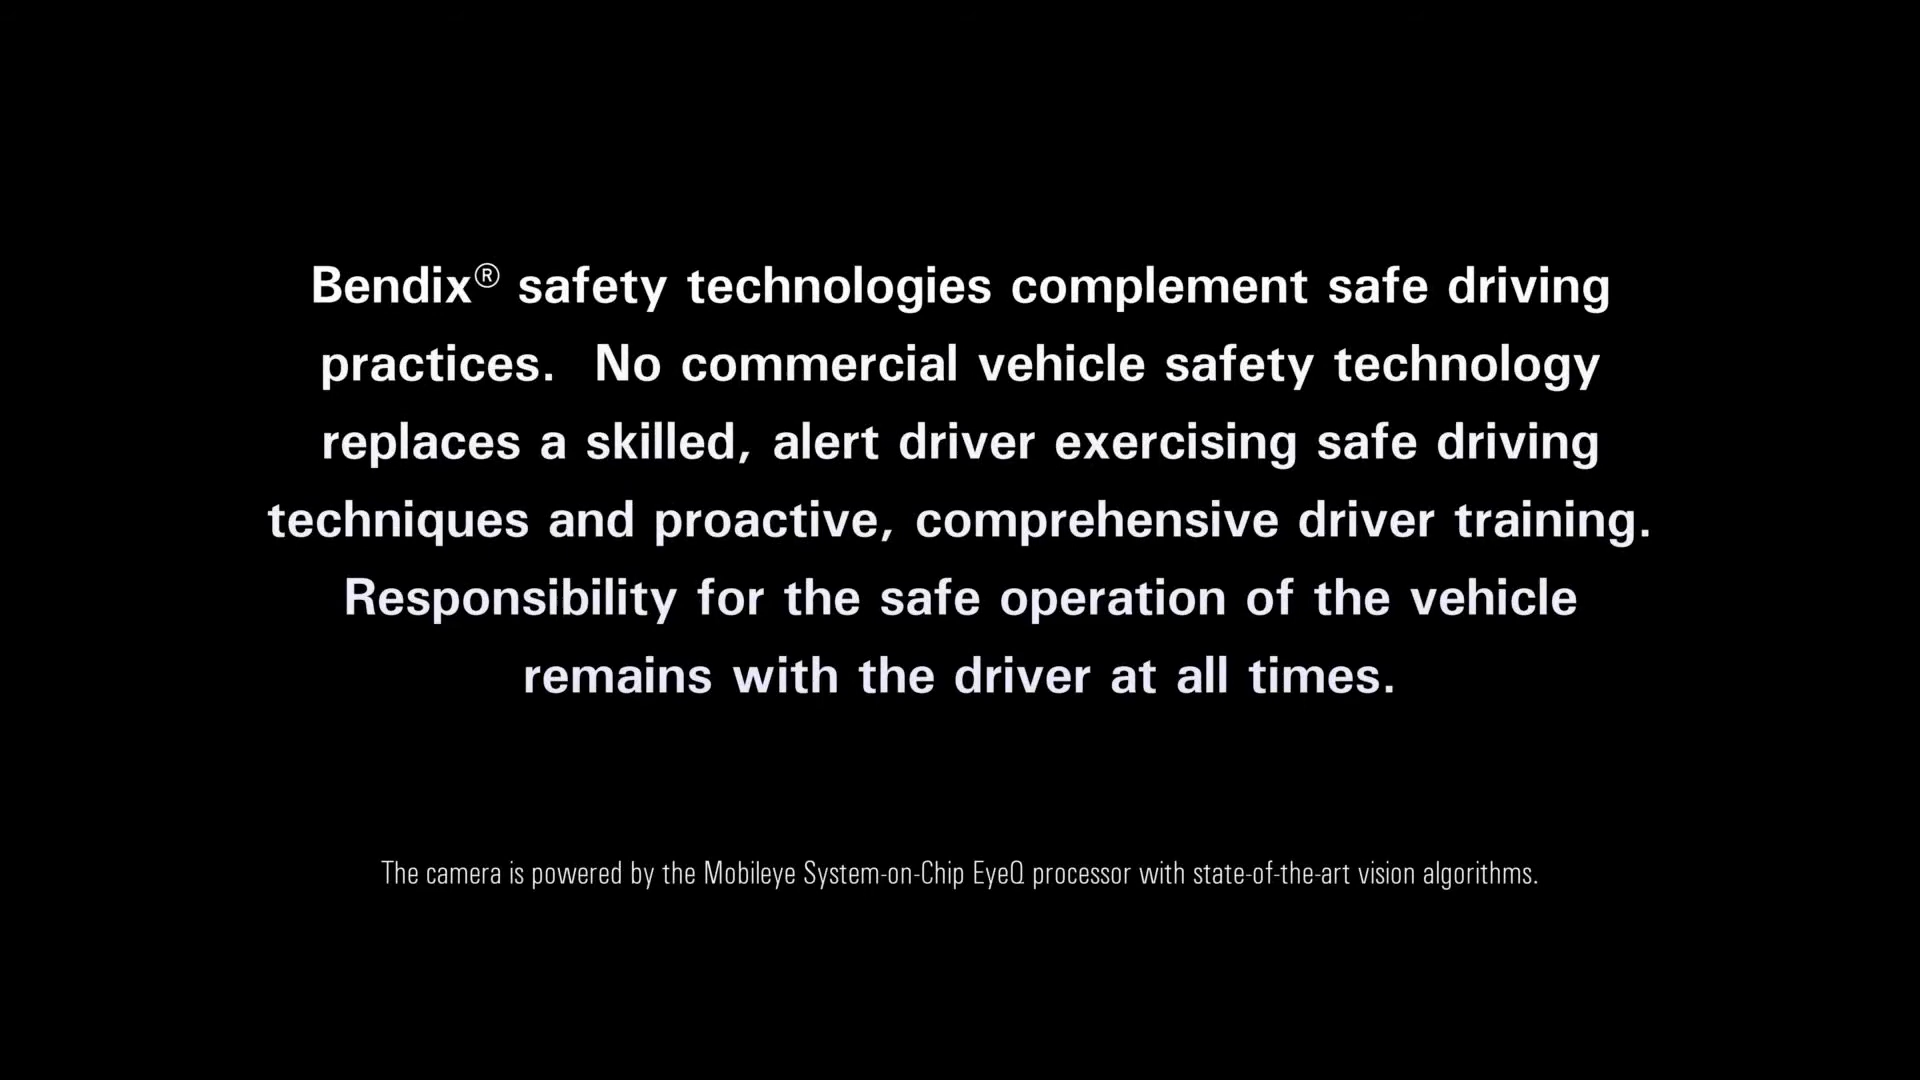 Bendix® safety technologies complement safe driving
practices.  No commercial vehicle safety technology
replaces a skilled, alert driver exercising safe driving
techniques and proactive, comprehensive driver training.
Responsibility for the safe operation of the vehicle
remains with the driver at all times.
The camera is powered by the Mobileye System-on-Chip EyeQ processor with state-of-the-art vision algorithms.